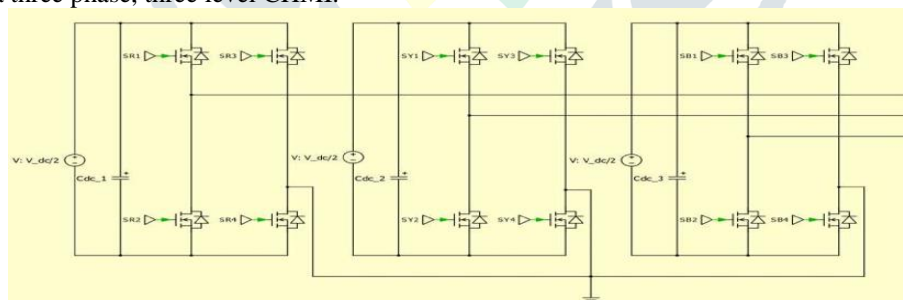 a three phase, three level CHMI.
SR1 SR3 SY1 SY3 SB1 SB3
V: V_dc/2 V: V_dc/2 V: V_dc/2
Cdc_1 Cdc_2 Cdc_3
SR2 SR4 SY2 SY4 SB2 SB4